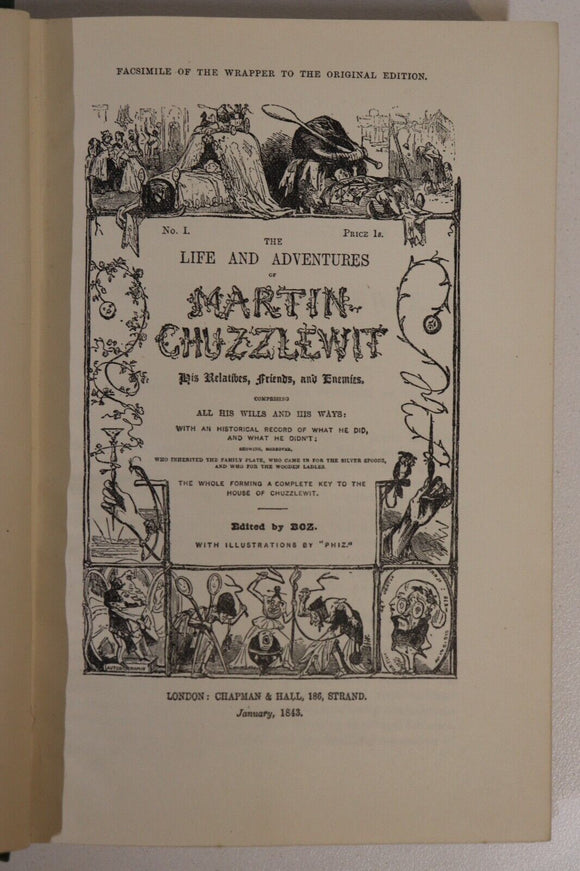 FACSIMILE OF THE WRAPPER TO THE ORIGINAL EDITION.
No. I. PRICE 1s.
THE
LIFE AND ADVENTURES
OF
MARTIN
CHUZZLEWIT
His Relatives, Friends, and Enemies.
COMPRISING
ALL HIS WILLS AND HIS WAYS:
WITH AN HISTORICAL RECORD OF WHAT HE DID,
AND WHAT HE DIDN'T;
SHEWING, MOREOVER,
WHO INHERITED THE FAMILY PLATE, WHO CAME IN FOR THE SILVER SPOONS,
AND WHO FOR THE WOODEN LADLES.
THE WHOLE FORMING A COMPLETE KEY TO THE
HOUSE OF CHUZZLEWIT.
Edited by BOZ.
WITH ILLUSTRATIONS BY "PHIZ."
LONDON: CHAPMAN & HALL, 186, STRAND.
January, 1843.